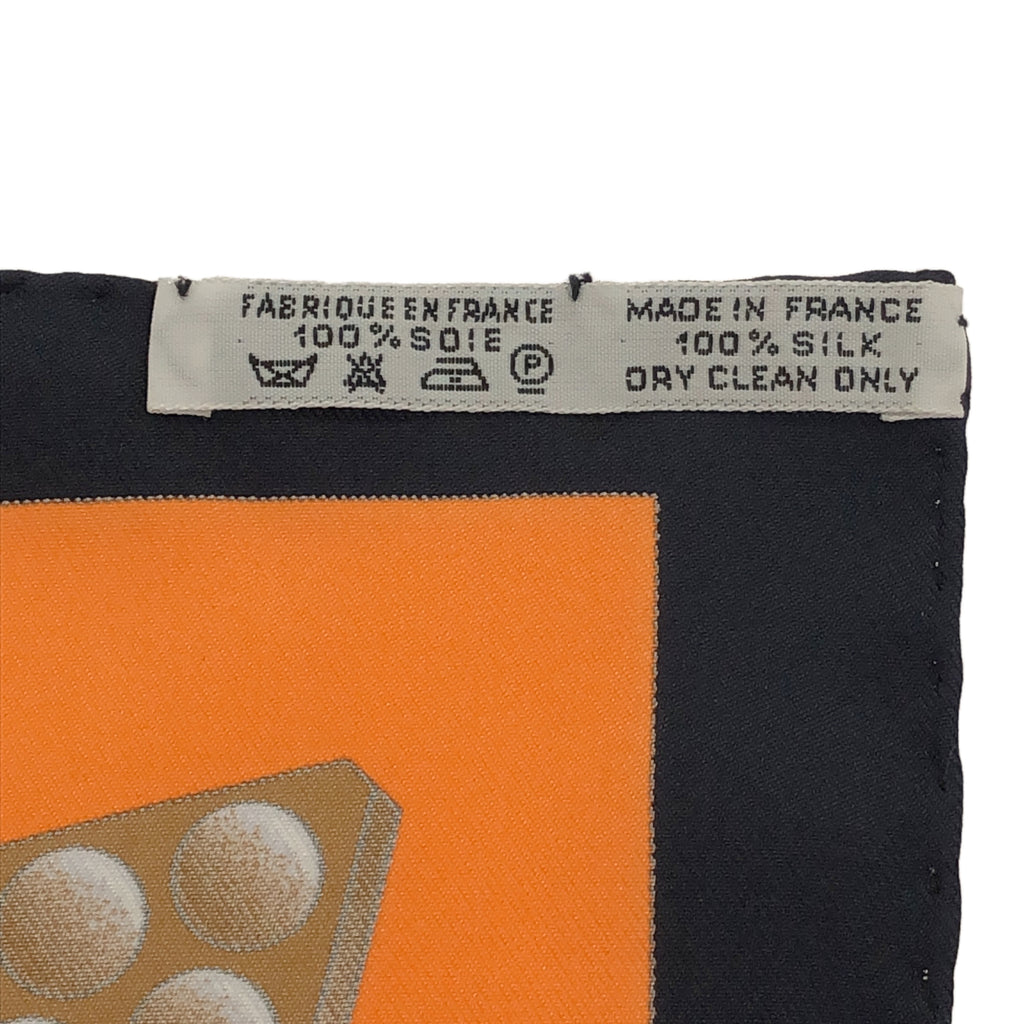 FABRIQUE EN FRANCE
100% SOIE
P
MADE IN FRANCE
100% SILK
DRY CLEAN ONLY